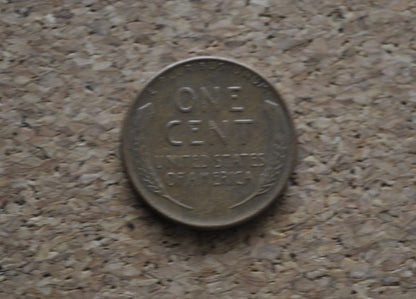 ONE
CENT
UNITED STATES
OF AMERICA